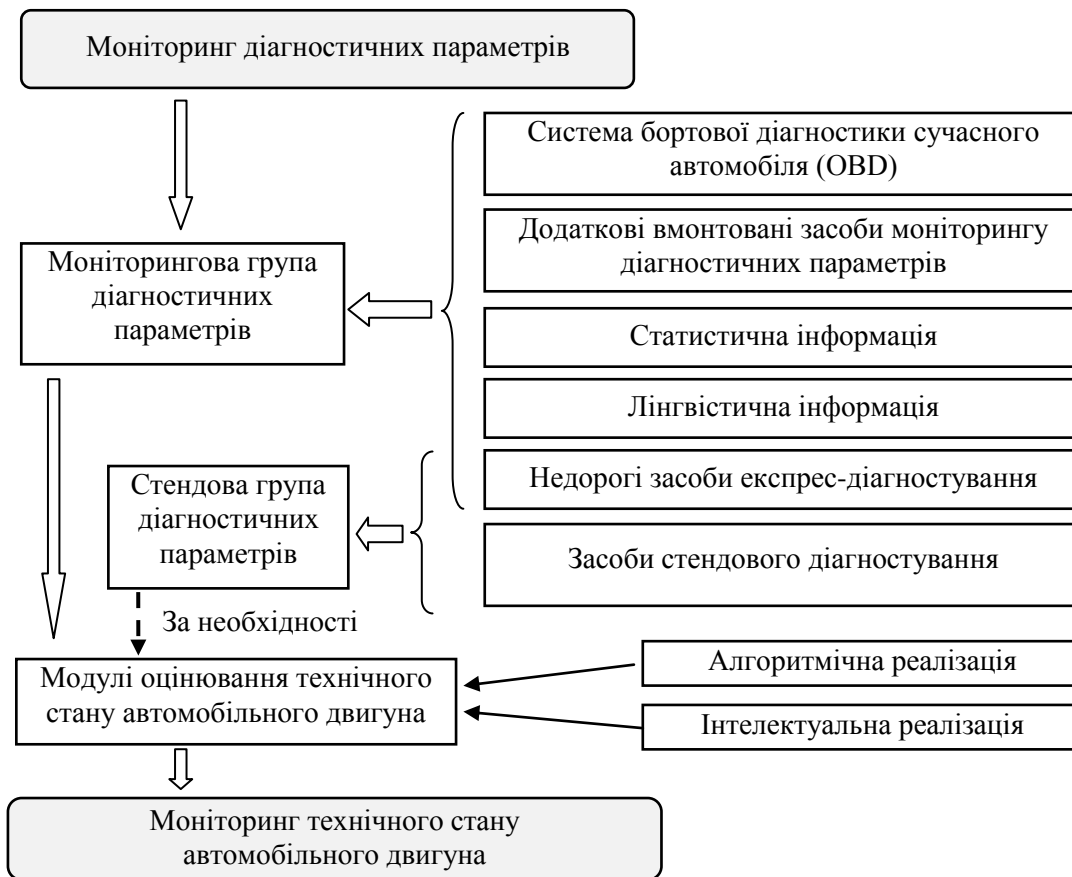 Моніторинг діагностичних параметрів
Система бортової діагностики сучасного
автомобіля (OBD)
Додаткові вмонтовані засоби моніторингу
діагностичних параметрів
Моніторингова група
діагностичних
параметрів
Статистична інформація
Лінгвістична інформація
Недорогі засоби експрес-діагностування
Стендова група
діагностичних
параметрів
Засоби стендового діагностування
За необхідності
Модулі оцінювання технічного
стану автомобільного двигуна
Алгоритмічна реалізація
Інтелектуальна реалізація
Моніторинг технічного стану
автомобільного двигуна